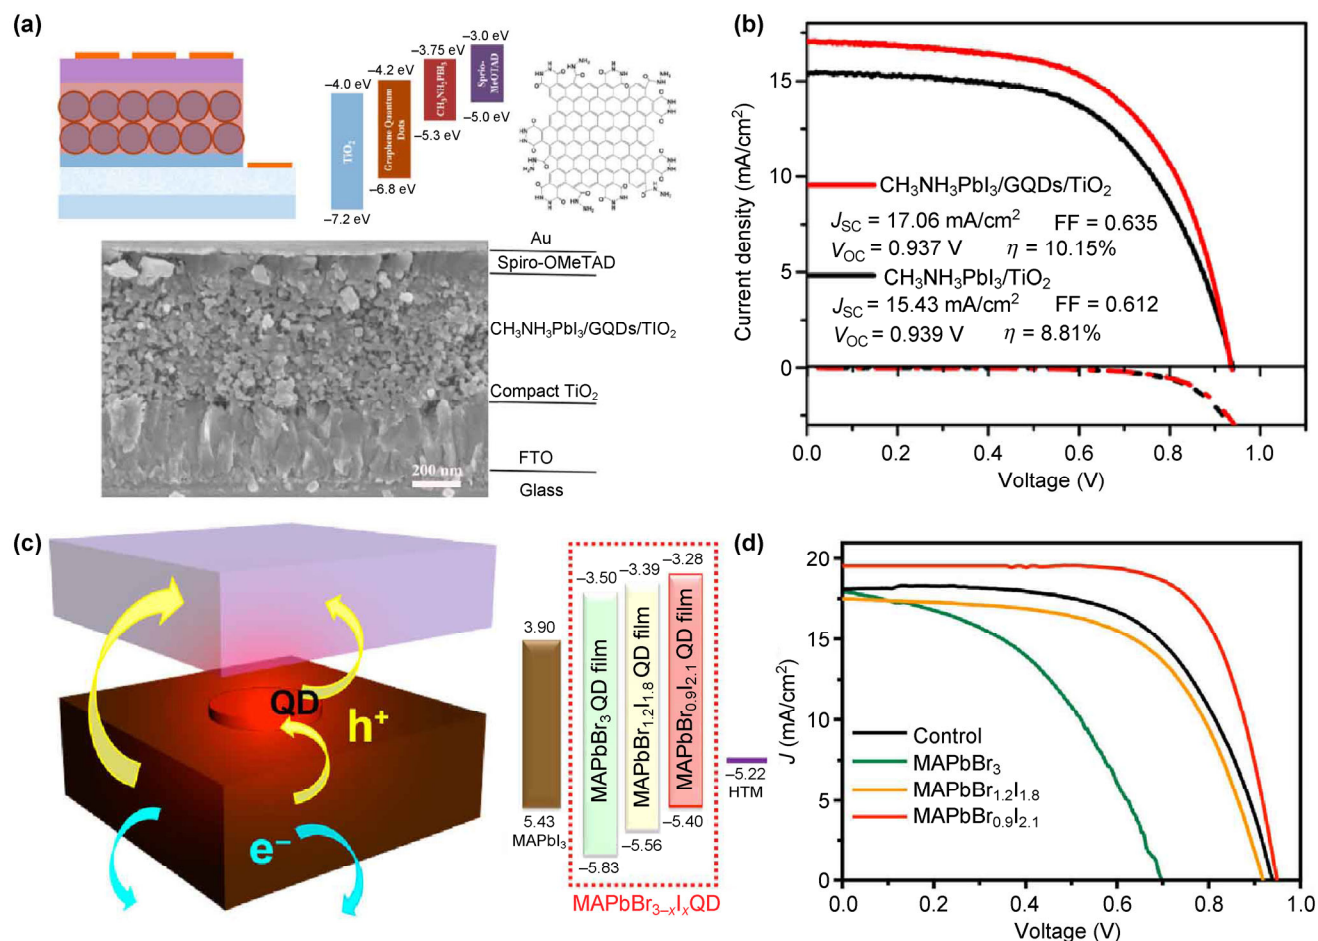 (a)
−4.0 eV
−4.2 eV
−3.75 eV
−3.0 eV
TiO₂
Graphene Quantum
Dots
CH₃NH₃PBI₃
Sprio-
MeOTAD
−7.2 eV
−6.8 eV
−5.3 eV
−5.0 eV
Au
Spiro-OMeTAD
CH₃NH₃PbI₃/GQDs/TIO₂
Compact TiO₂
FTO
Glass
200 nm
(b)
Current density (mA/cm²)
15
10
5
0
CH₃NH₃PbI₃/GQDs/TiO₂
J_SC = 17.06 mA/cm² FF = 0.635
V_OC = 0.937 V η = 10.15%
CH₃NH₃PbI₃/TiO₂
J_SC = 15.43 mA/cm² FF = 0.612
V_OC = 0.939 V η = 8.81%
0.0 0.2 0.4 0.6 0.8 1.0
Voltage (V)
(c)
QD
h⁺
e⁻
3.90
−3.50
−3.39
−3.28
MAPbBr₃ QD film
MAPbBr₁.₂I₁.₈ QD film
MAPbBr₀.₉I₂.₁ QD film
5.43
MAPbI₃
−5.83
−5.56
−5.40
−5.22
HTM
MAPbBr₃₋ₓIₓQD
(d)
J (mA/cm²)
20
15
10
5
0
Control
MAPbBr₃
MAPbBr₁.₂I₁.₈
MAPbBr₀.₉I₂.₁
0.0 0.2 0.4 0.6 0.8 1.0
Voltage (V)